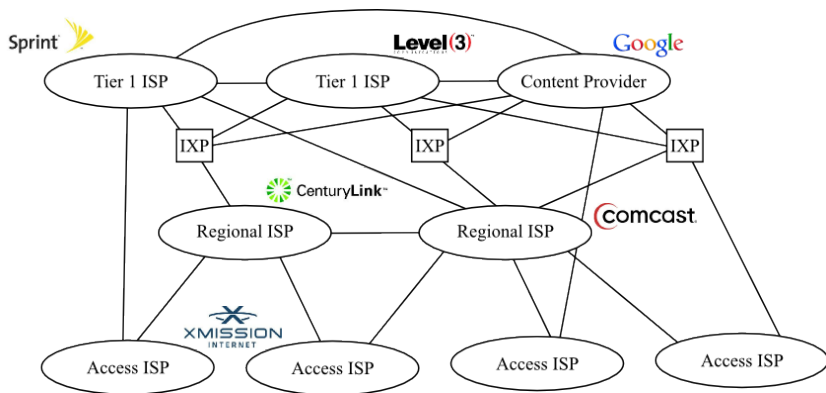 Sprint
Level(3)
Google
Tier 1 ISP
Tier 1 ISP
Content Provider
IXP
IXP
IXP
CenturyLink™
comcast
Regional ISP
Regional ISP
XMISSION
INTERNET
Access ISP
Access ISP
Access ISP
Access ISP